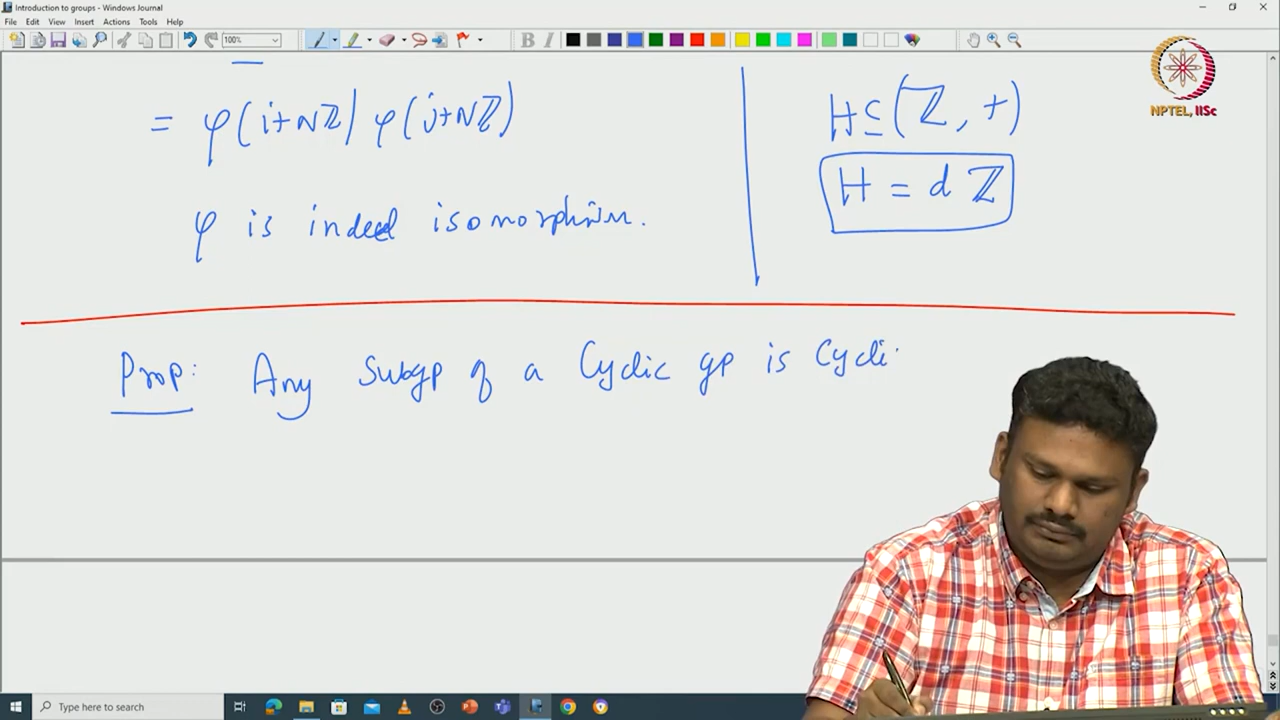 Introduction to groups - Windows Journal
File Edit View Insert Actions Tools Help
100%
B I
= φ(i+Nℤ) φ(j+Nℤ)
φ is indeed isomorphism.
H ⊆ (ℤ, +)
H = d ℤ
Prop: Any Subgp of a Cyclic gp is Cycli
NPTEL, IISc
Type here to search